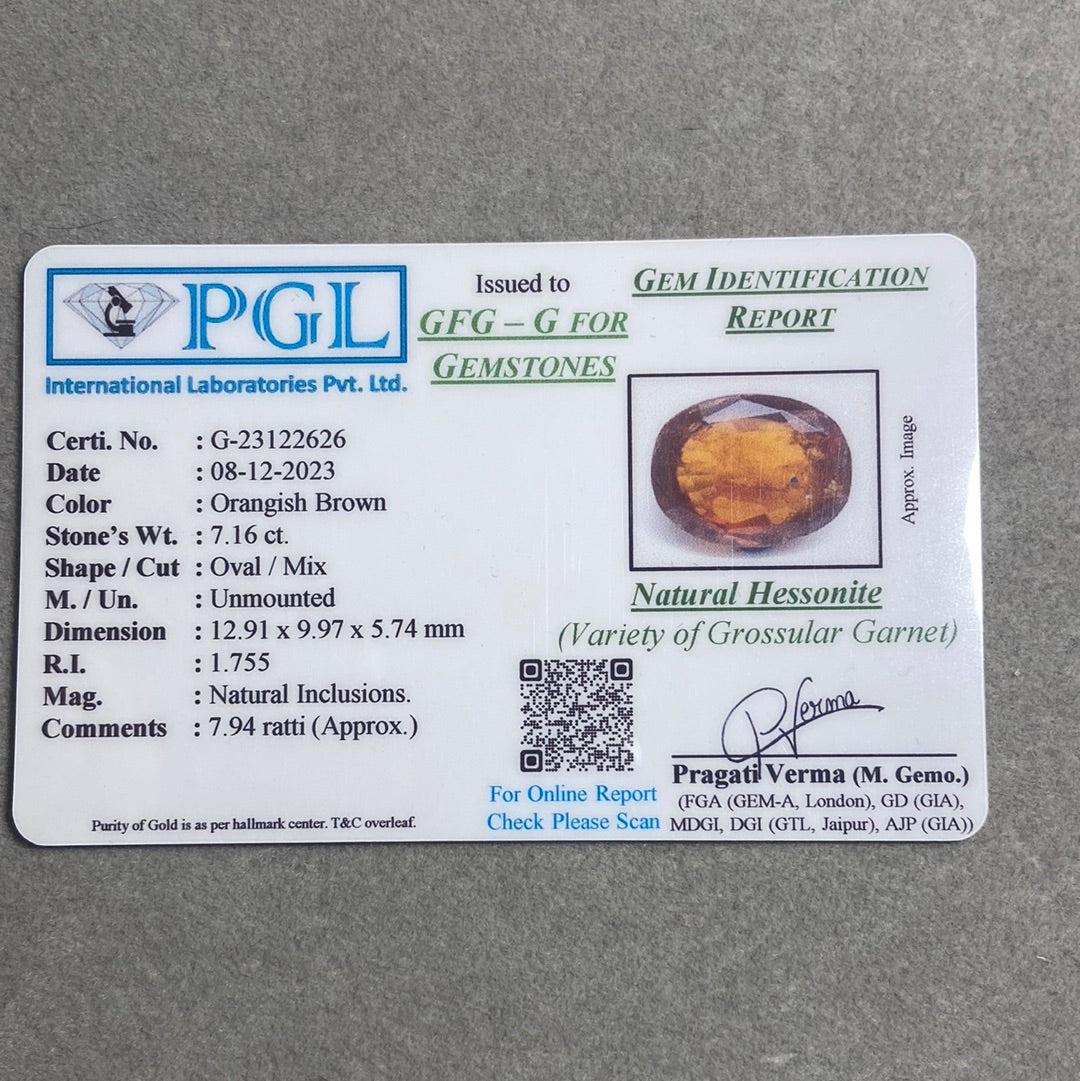 PGL
International Laboratories Pvt. Ltd.
Issued to
GFG – G FOR
GEMSTONES
GEM IDENTIFICATION
REPORT
Certi. No. : G-23122626
Date : 08-12-2023
Color : Orangish Brown
Stone's Wt. : 7.16 ct.
Shape / Cut : Oval / Mix
M. / Un. : Unmounted
Dimension : 12.91 x 9.97 x 5.74 mm
R.I. : 1.755
Mag. : Natural Inclusions.
Comments : 7.94 ratti (Approx.)
Purity of Gold is as per hallmark center. T&C overleaf.
Approx. Image
Natural Hessonite
(Variety of Grossular Garnet)
For Online Report
Check Please Scan
PVerma
Pragati Verma (M. Gemo.)
(FGA (GEM-A, London), GD (GIA),
MDGI, DGI (GTL, Jaipur), AJP (GIA))